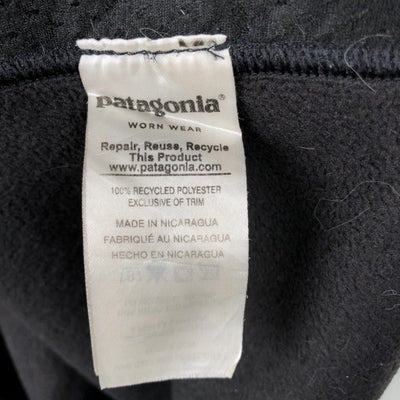 patagonia®
WORN WEAR
Repair, Reuse, Recycle
This Product
www.patagonia.com
100% RECYCLED POLYESTER
EXCLUSIVE OF TRIM
MADE IN NICARAGUA
FABRIQUÉ AU NICARAGUA
HECHO EN NICARAGUA